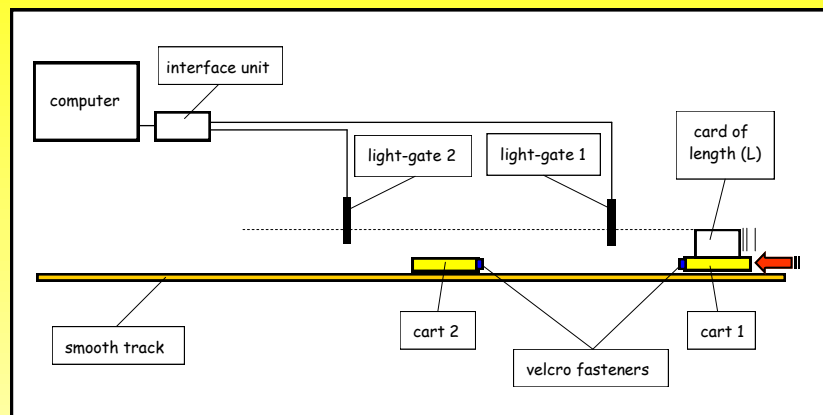 interface unit
computer
card of
length (L)
light-gate 2
light-gate 1
cart 2
cart 1
smooth track
velcro fasteners